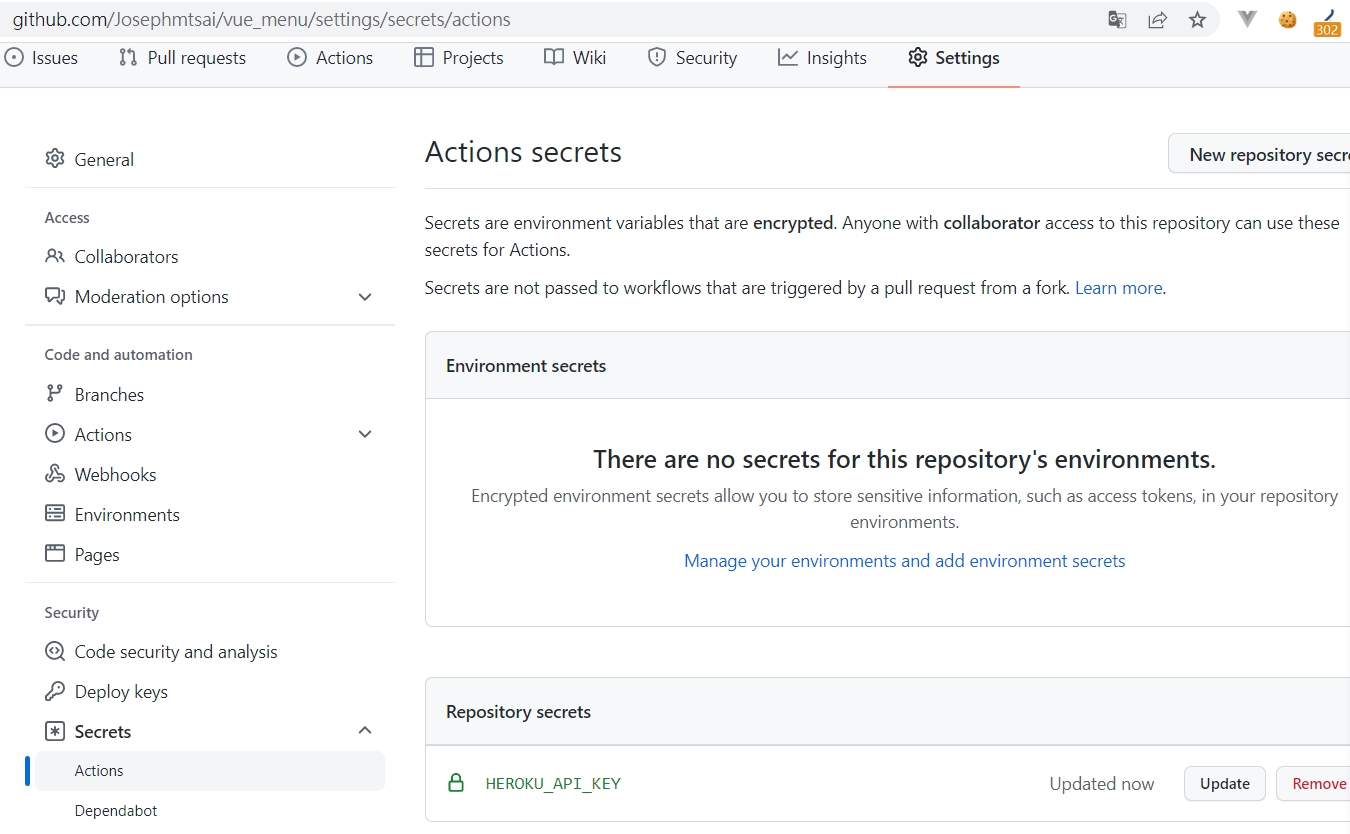 github.com/Josephmtsai/vue_menu/settings/secrets/actions
302
Issues Pull requests Actions Projects Wiki Security Insights Settings
General
Access
Collaborators
Moderation options
Code and automation
Branches
Actions
Webhooks
Environments
Pages
Security
Code security and analysis
Deploy keys
Secrets
Actions
Dependabot
Actions secrets
New repository secre
Secrets are environment variables that are encrypted. Anyone with collaborator access to this repository can use these
secrets for Actions.
Secrets are not passed to workflows that are triggered by a pull request from a fork. Learn more.
Environment secrets
There are no secrets for this repository's environments.
Encrypted environment secrets allow you to store sensitive information, such as access tokens, in your repository
environments.
Manage your environments and add environment secrets
Repository secrets
HEROKU_API_KEY Updated now Update Remove